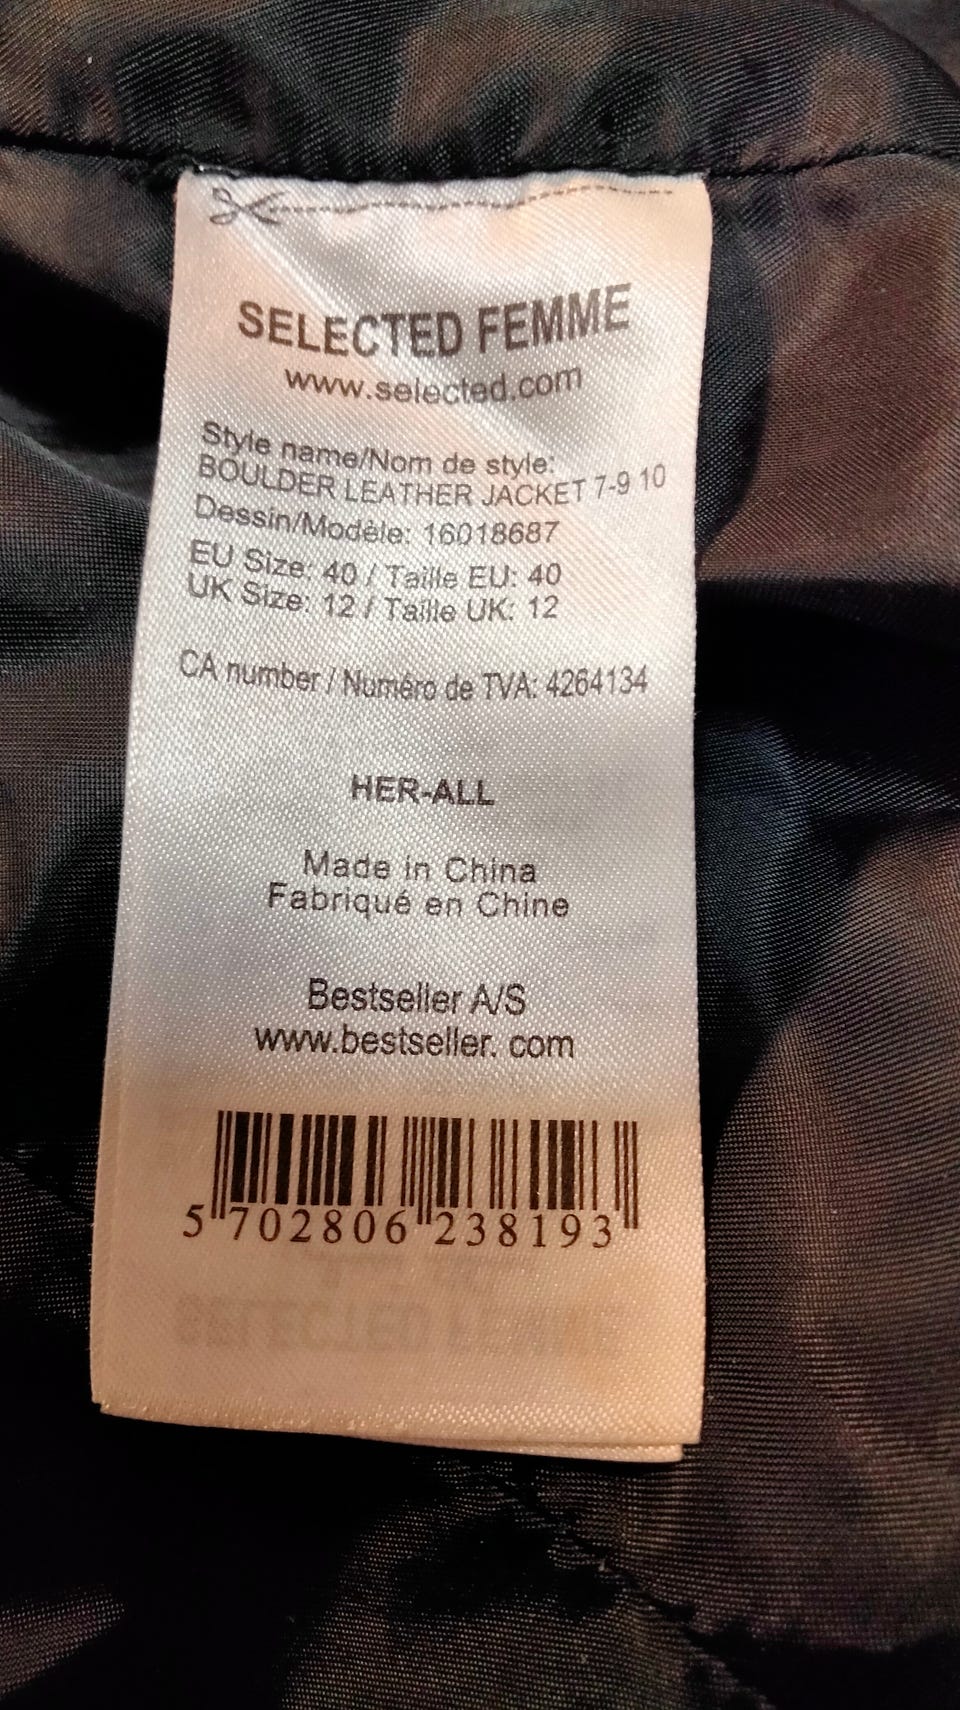 SELECTED FEMME
www.selected.com
Style name/Nom de style:
BOULDER LEATHER JACKET 7-9 10
Dessin/Modèle: 16018687
EU Size: 40 / Taille EU: 40
UK Size: 12 / Taille UK: 12
CA number / Numéro de TVA: 4264134
HER-ALL
Made in China
Fabriqué en Chine
Bestseller A/S
www.bestseller. com
5 702806 238193